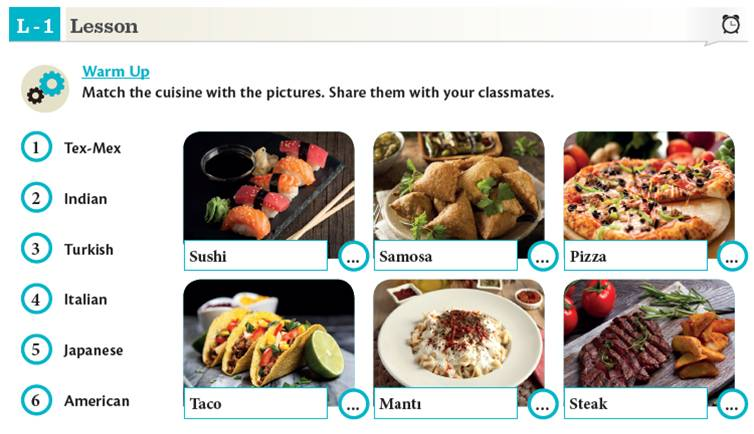 L - 1 Lesson
Warm Up
Match the cuisine with the pictures. Share them with your classmates.
1 Tex-Mex
2 Indian
3 Turkish
4 Italian
5 Japanese
6 American
Sushi ...
Samosa ...
Pizza ...
Taco ...
Mantı ...
Steak ...